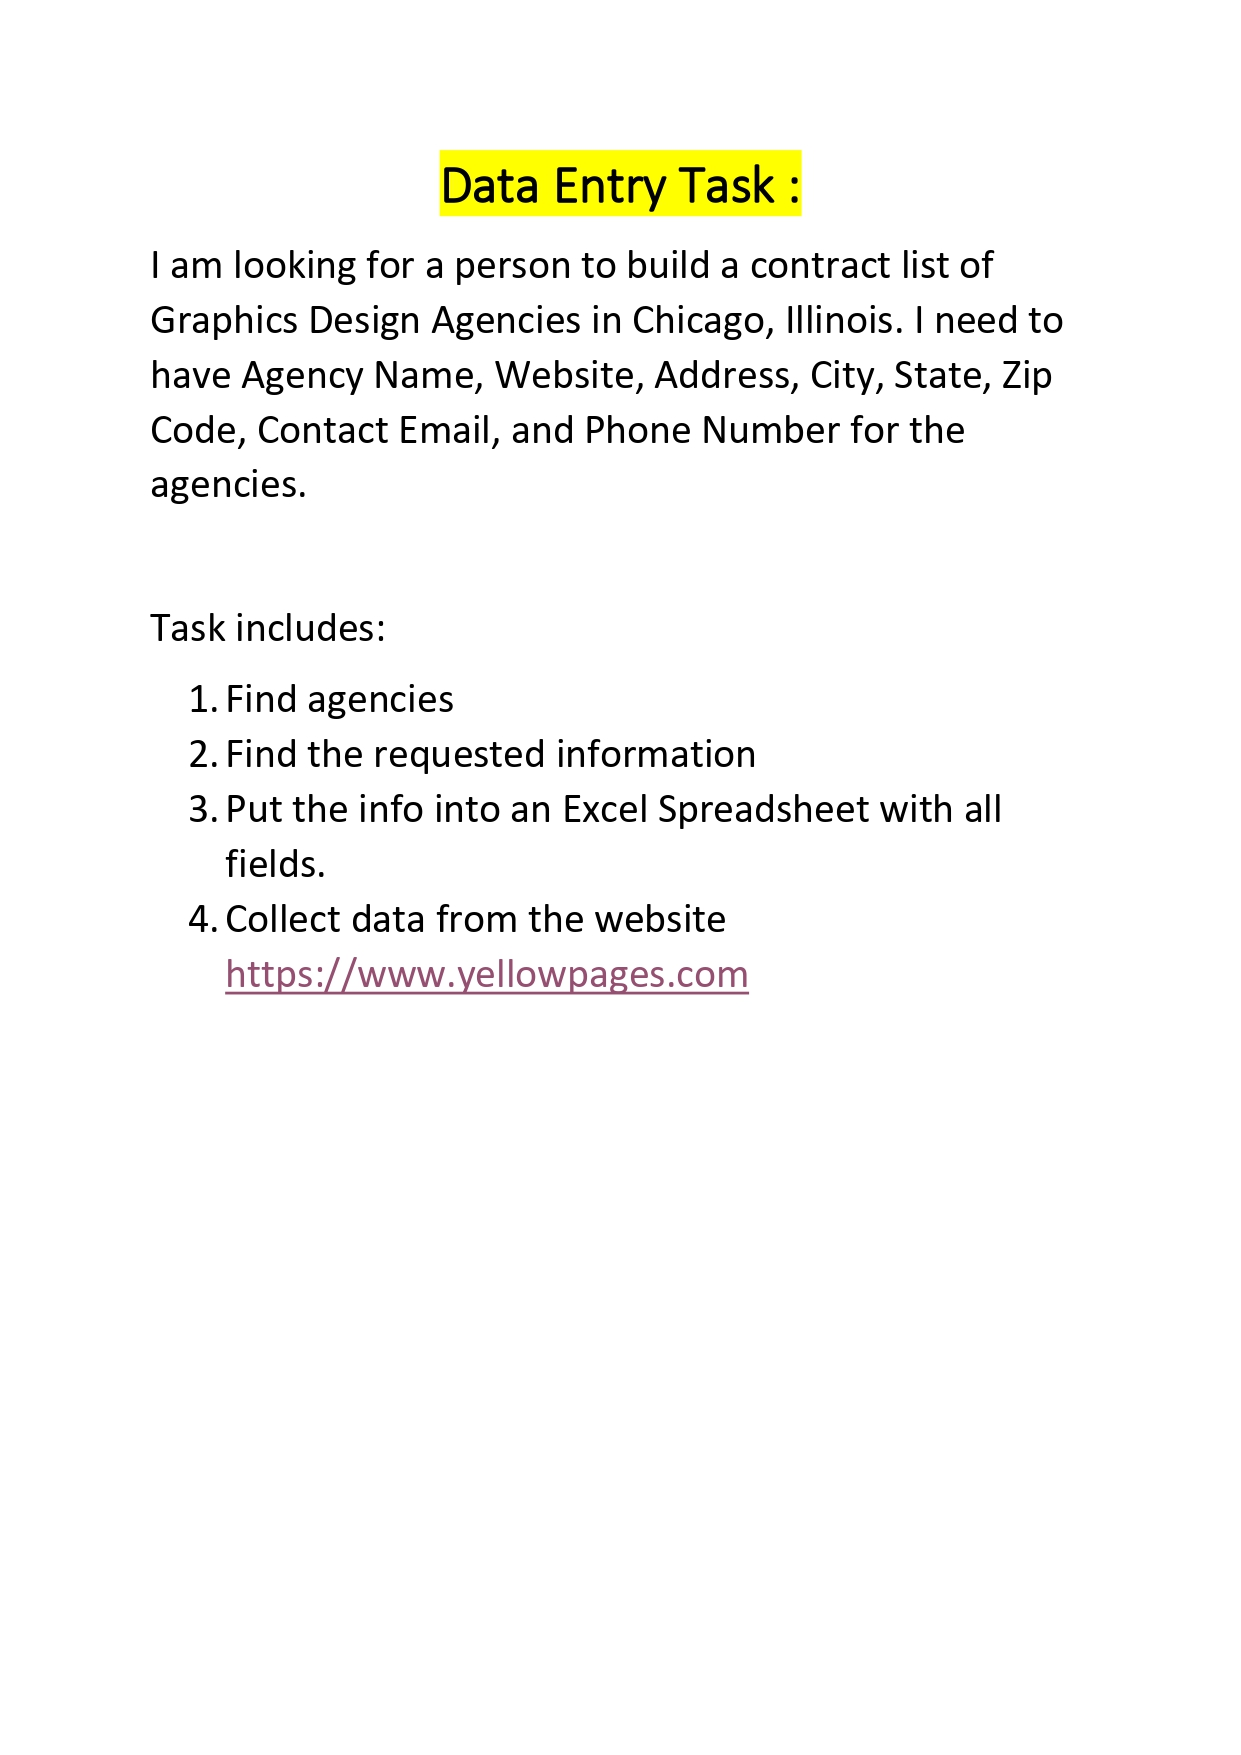 Data Entry Task :
I am looking for a person to build a contract list of
Graphics Design Agencies in Chicago, Illinois. I need to
have Agency Name, Website, Address, City, State, Zip
Code, Contact Email, and Phone Number for the
agencies.
Task includes:
1. Find agencies
2. Find the requested information
3. Put the info into an Excel Spreadsheet with all
fields.
4. Collect data from the website
https://www.yellowpages.com